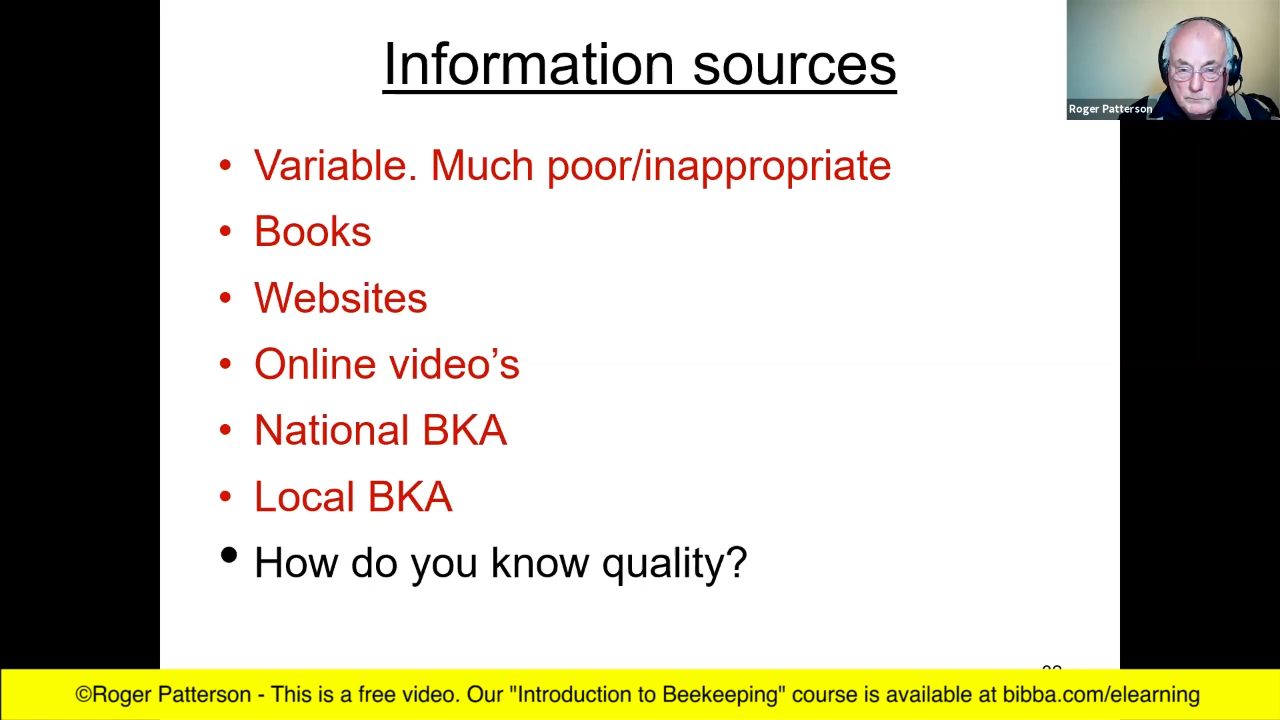 Information sources
Roger Patterson
• Variable. Much poor/inappropriate
• Books
• Websites
• Online video’s
• National BKA
• Local BKA
• How do you know quality?
©Roger Patterson - This is a free video. Our "Introduction to Beekeeping" course is available at bibba.com/elearning